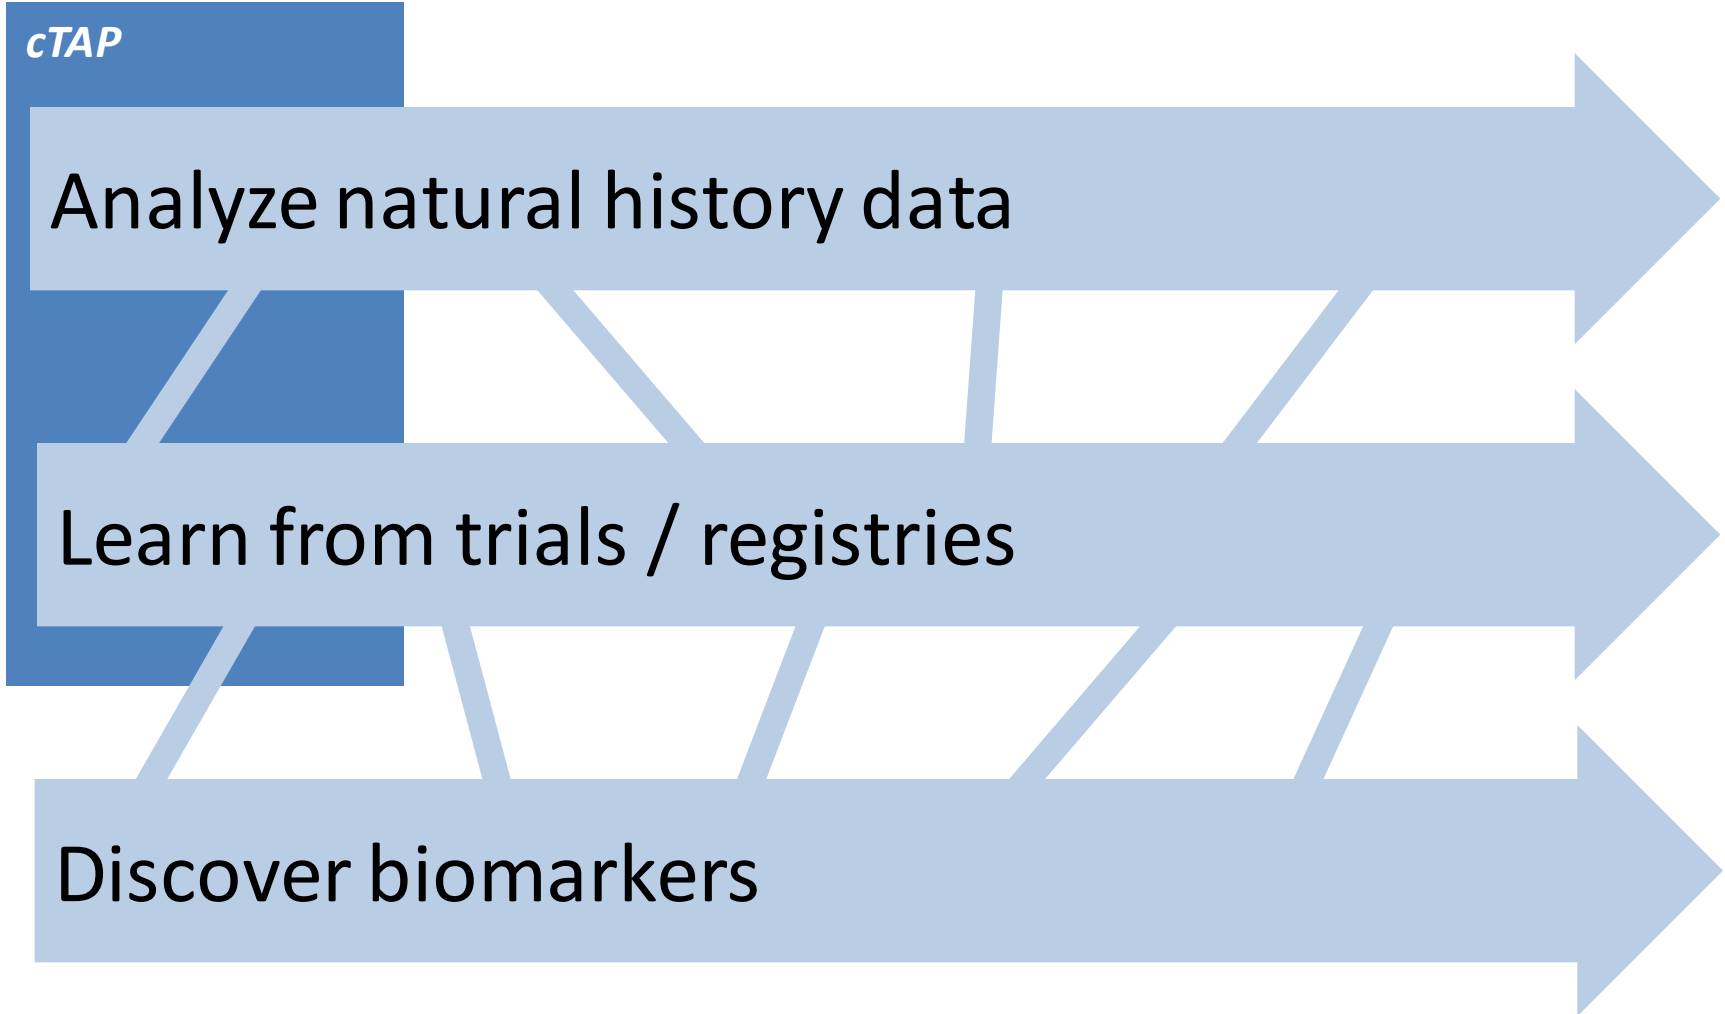 cTAP
Analyze natural history data
Learn from trials / registries
Discover biomarkers